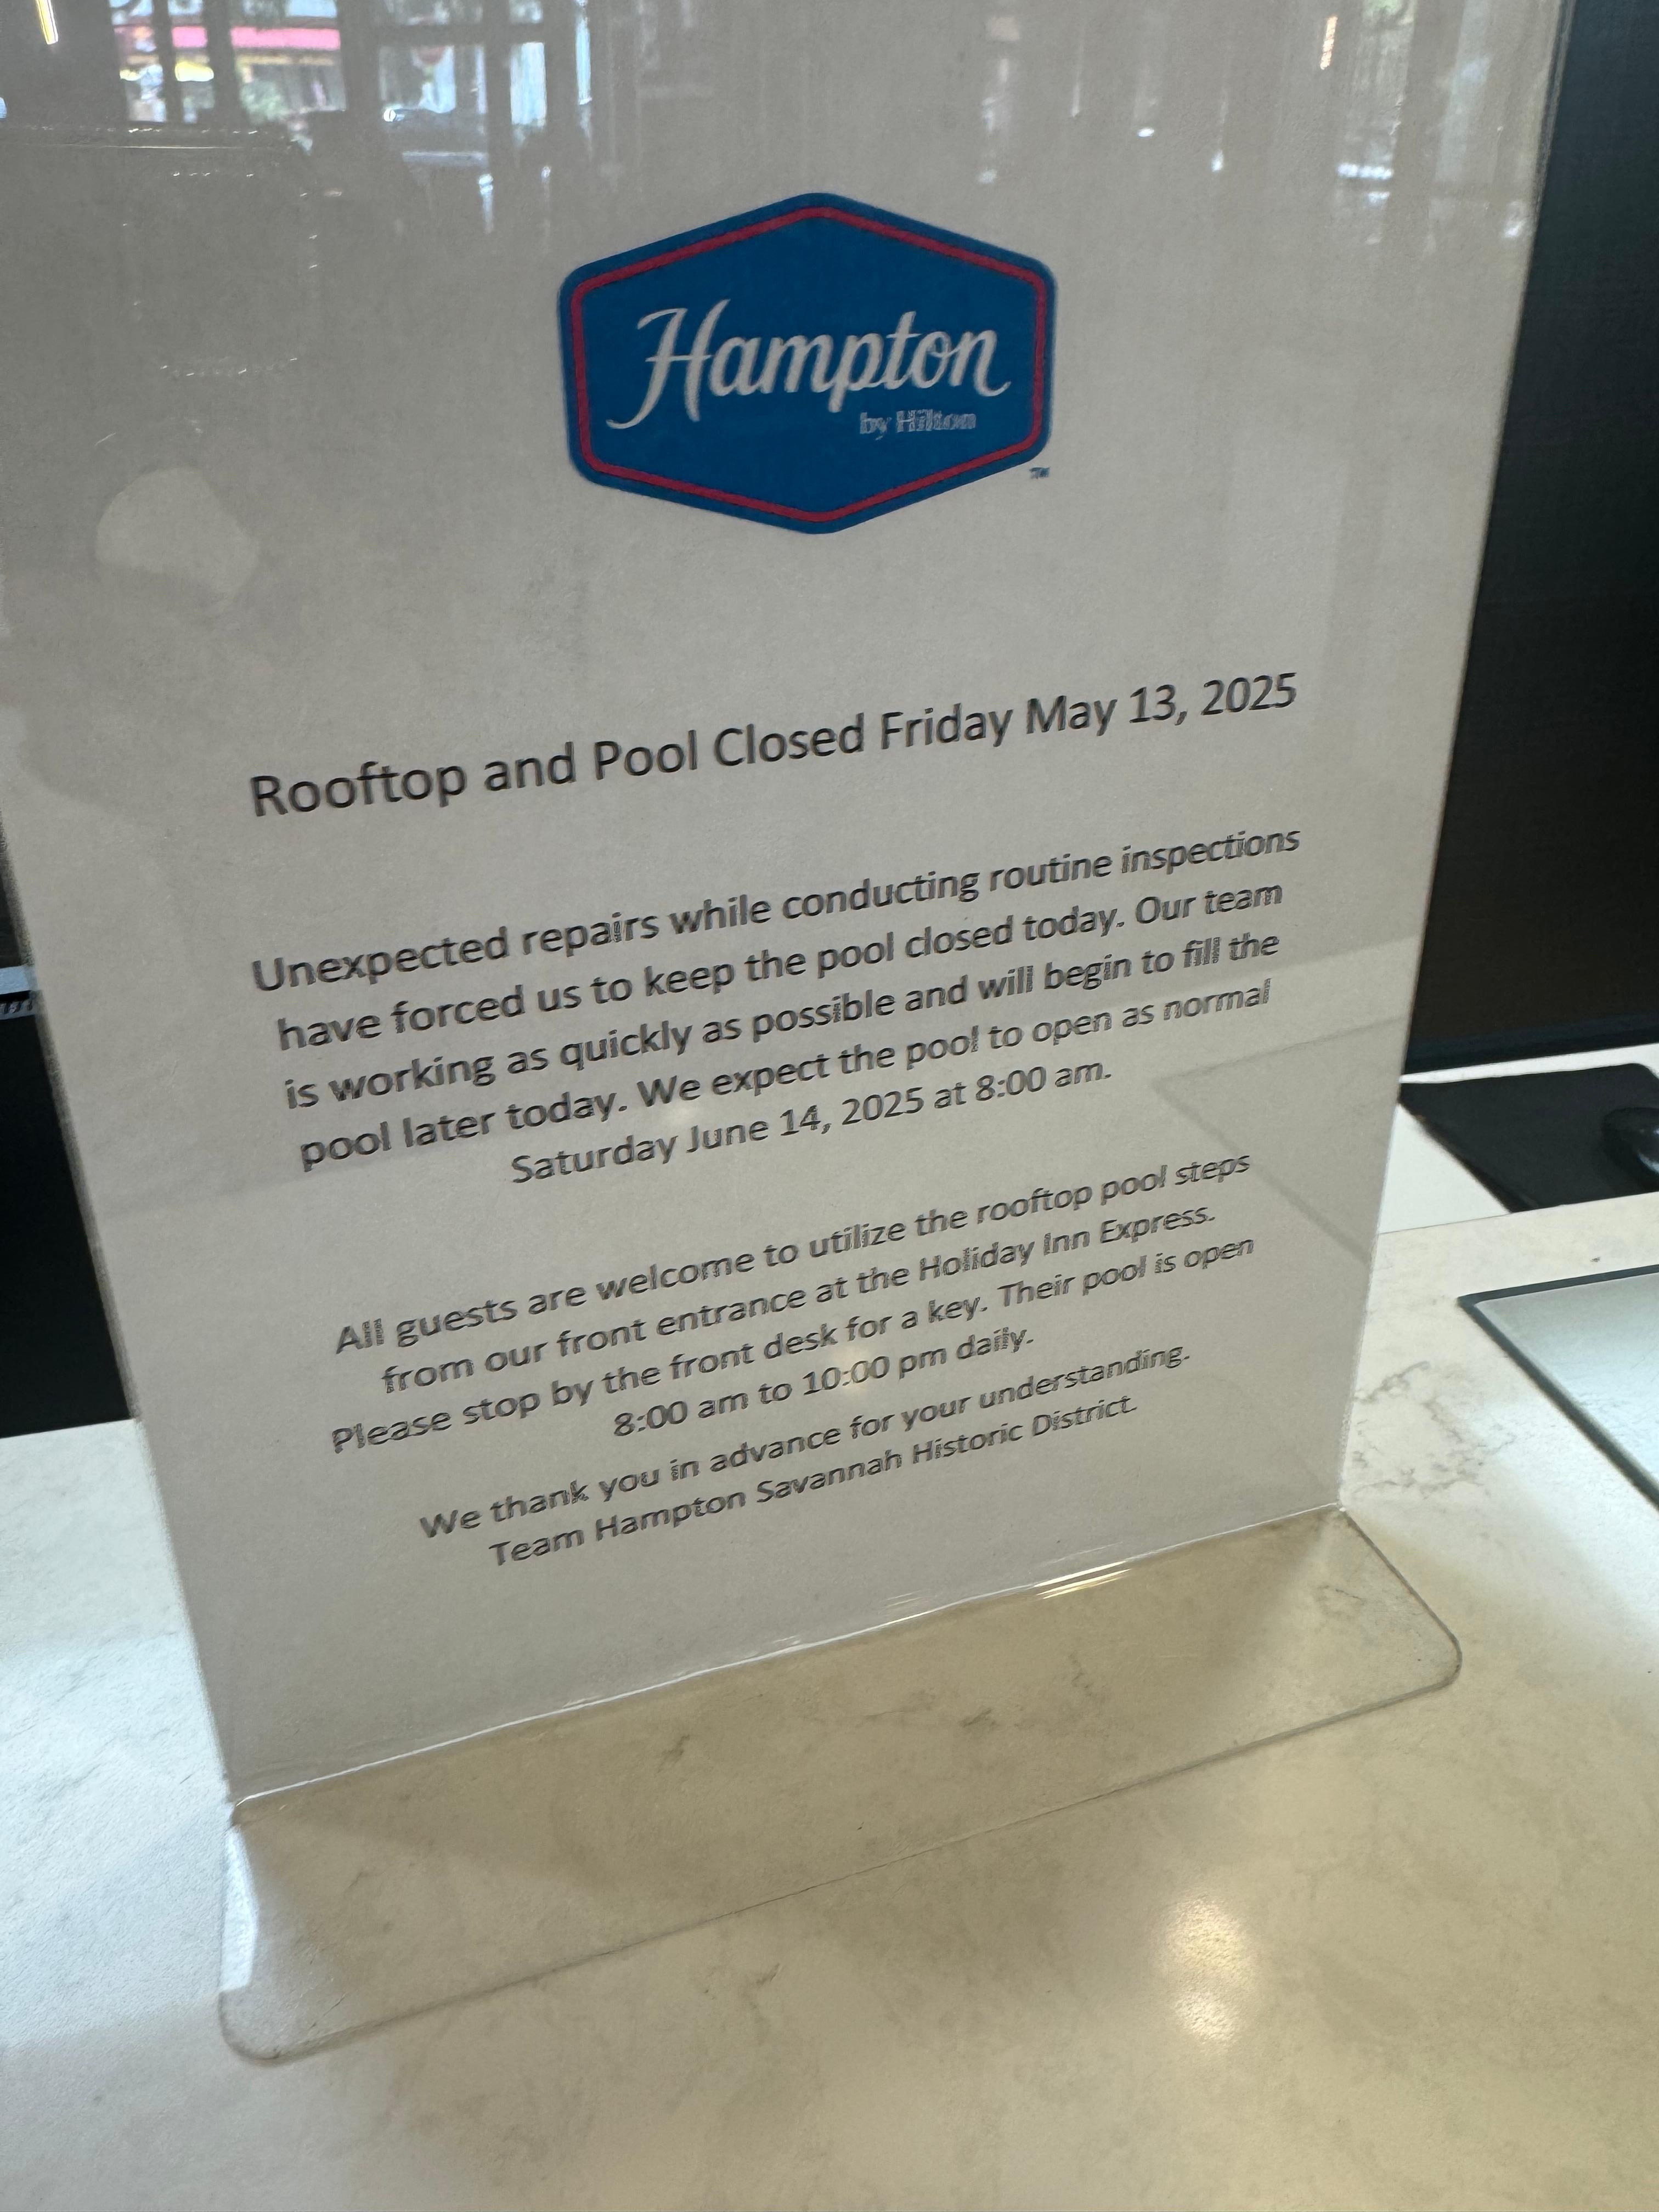 Hampton
by Hilton
™
Rooftop and Pool Closed Friday May 13, 2025
Unexpected repairs while conducting routine inspections
have forced us to keep the pool closed today. Our team
is working as quickly as possible and will begin to fill the
pool later today. We expect the pool to open as normal
Saturday June 14, 2025 at 8:00 am.
All guests are welcome to utilize the rooftop pool steps
from our front entrance at the Holiday Inn Express.
Please stop by the front desk for a key. Their pool is open
8:00 am to 10:00 pm daily.
We thank you in advance for your understanding.
Team Hampton Savannah Historic District.